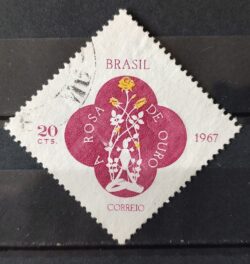 BRASIL
A ROSA DE OURO
20
CTS.
1967
CORREIO